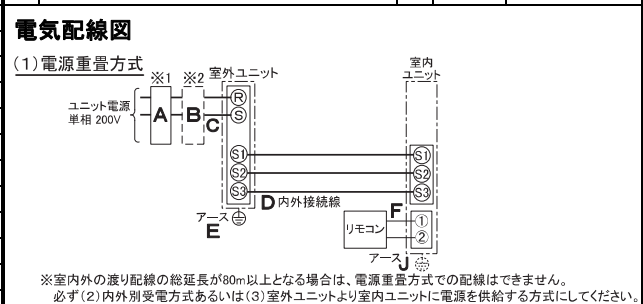 電気配線図
(1)電源重畳方式
※1 ※2 室外ユニット
室内
ユニット
ユニット電源
単相 200V
A B C
R
S
S1 S1
S2 S2
S3 S3
D 内外接続線
アース
E
リモコン
F
①
②
アース J
※室内外の渡り配線の総延長が80m以上となる場合は、電源重畳方式での配線はできません。
必ず(2)内外別受電方式あるいは(3)室外ユニットより室内ユニットに電源を供給する方式にしてください。